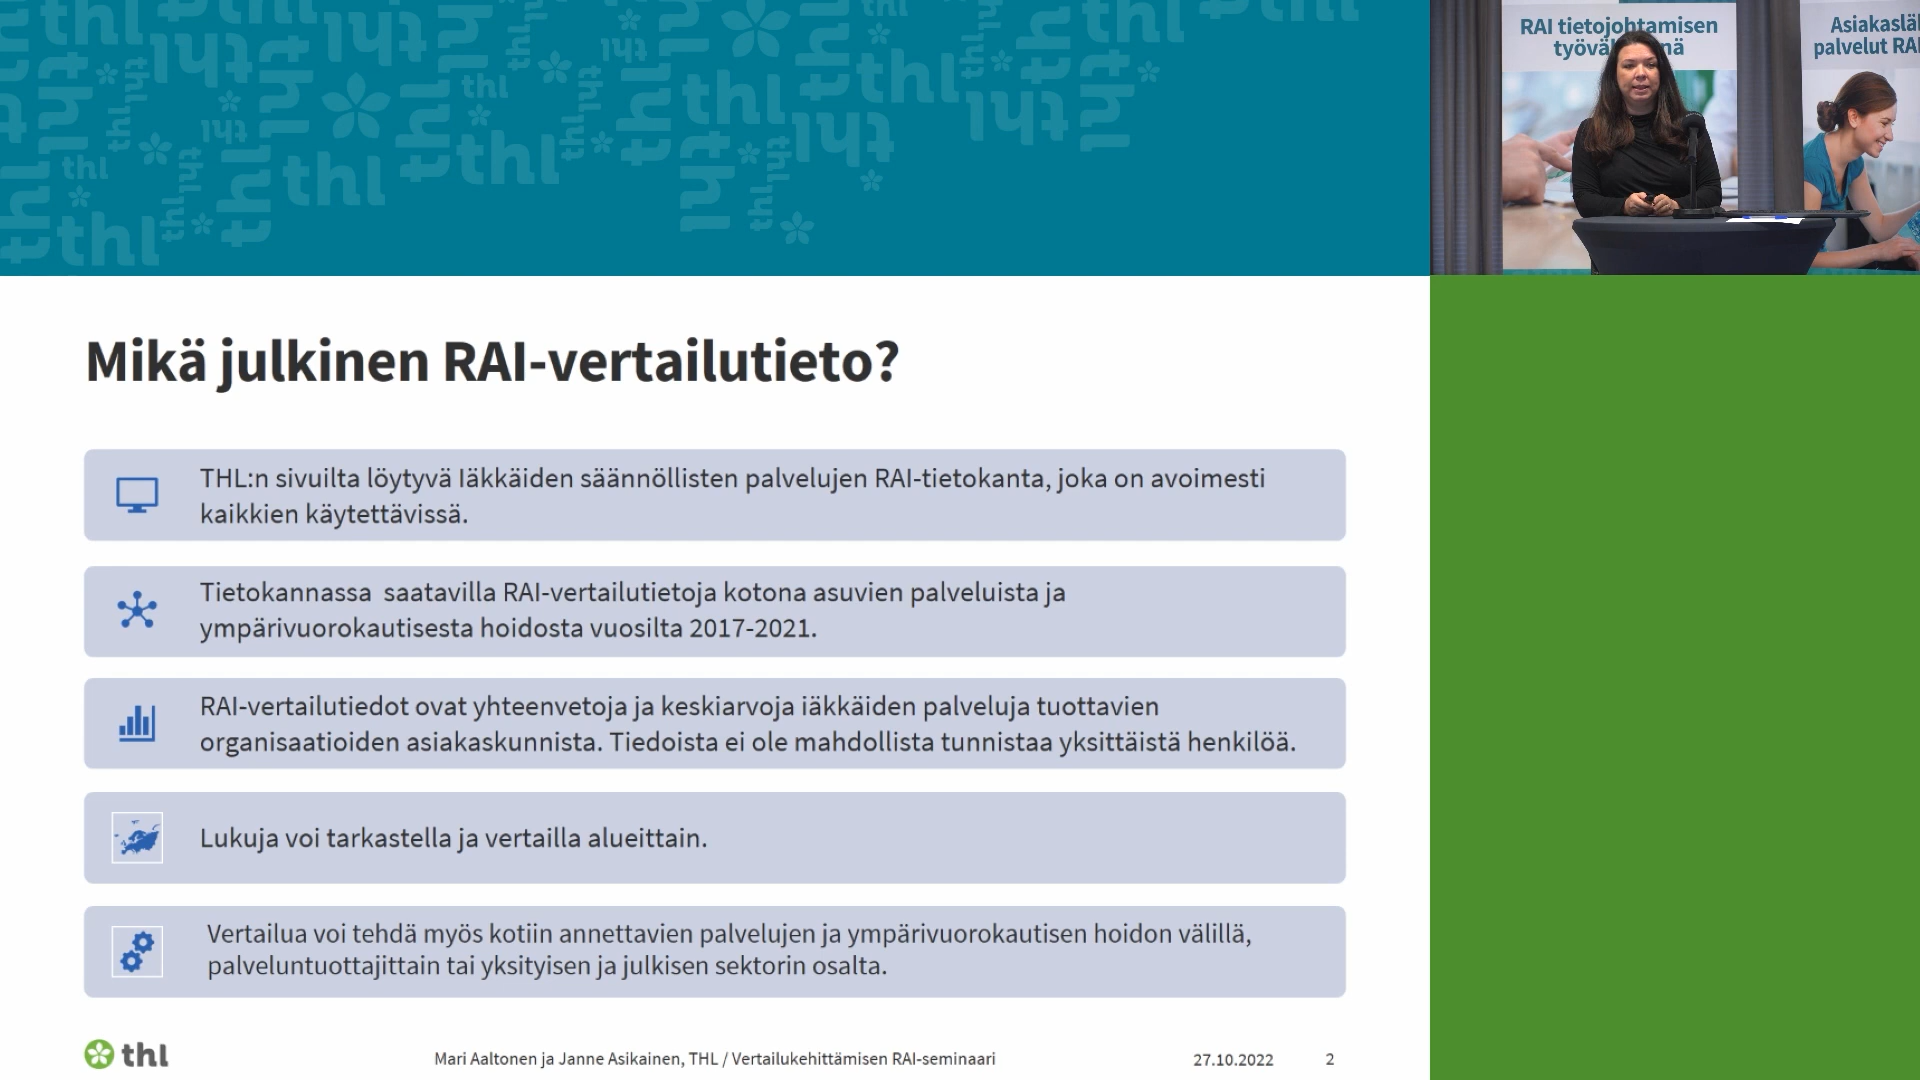 RAI tietojohtamisen
Mikä julkinen RAI-vertailutieto?
THL:n sivuilta löytyvä Iäkkäiden säännöllisten palvelujen RAI-tietokanta, joka on avoimesti
kaikkien käytettävissä.
Tietokannassa  saatavilla RAI-vertailutietoja kotona asuvien palveluista ja
ympärivuorokautisesta hoidosta vuosilta 2017-2021.
RAI-vertailutiedot ovat yhteenvetoja ja keskiarvoja iäkkäiden palveluja tuottavien
organisaatioiden asiakaskunnista. Tiedoista ei ole mahdollista tunnistaa yksittäistä henkilöä.
Lukuja voi tarkastella ja vertailla alueittain.
Vertailua voi tehdä myös kotiin annettavien palvelujen ja ympärivuorokautisen hoidon välillä,
palveluntuottajittain tai yksityisen ja julkisen sektorin osalta.
thl
Mari Aaltonen ja Janne Asikainen, THL / Vertailukehittämisen RAI-seminaari
27.10.2022
2